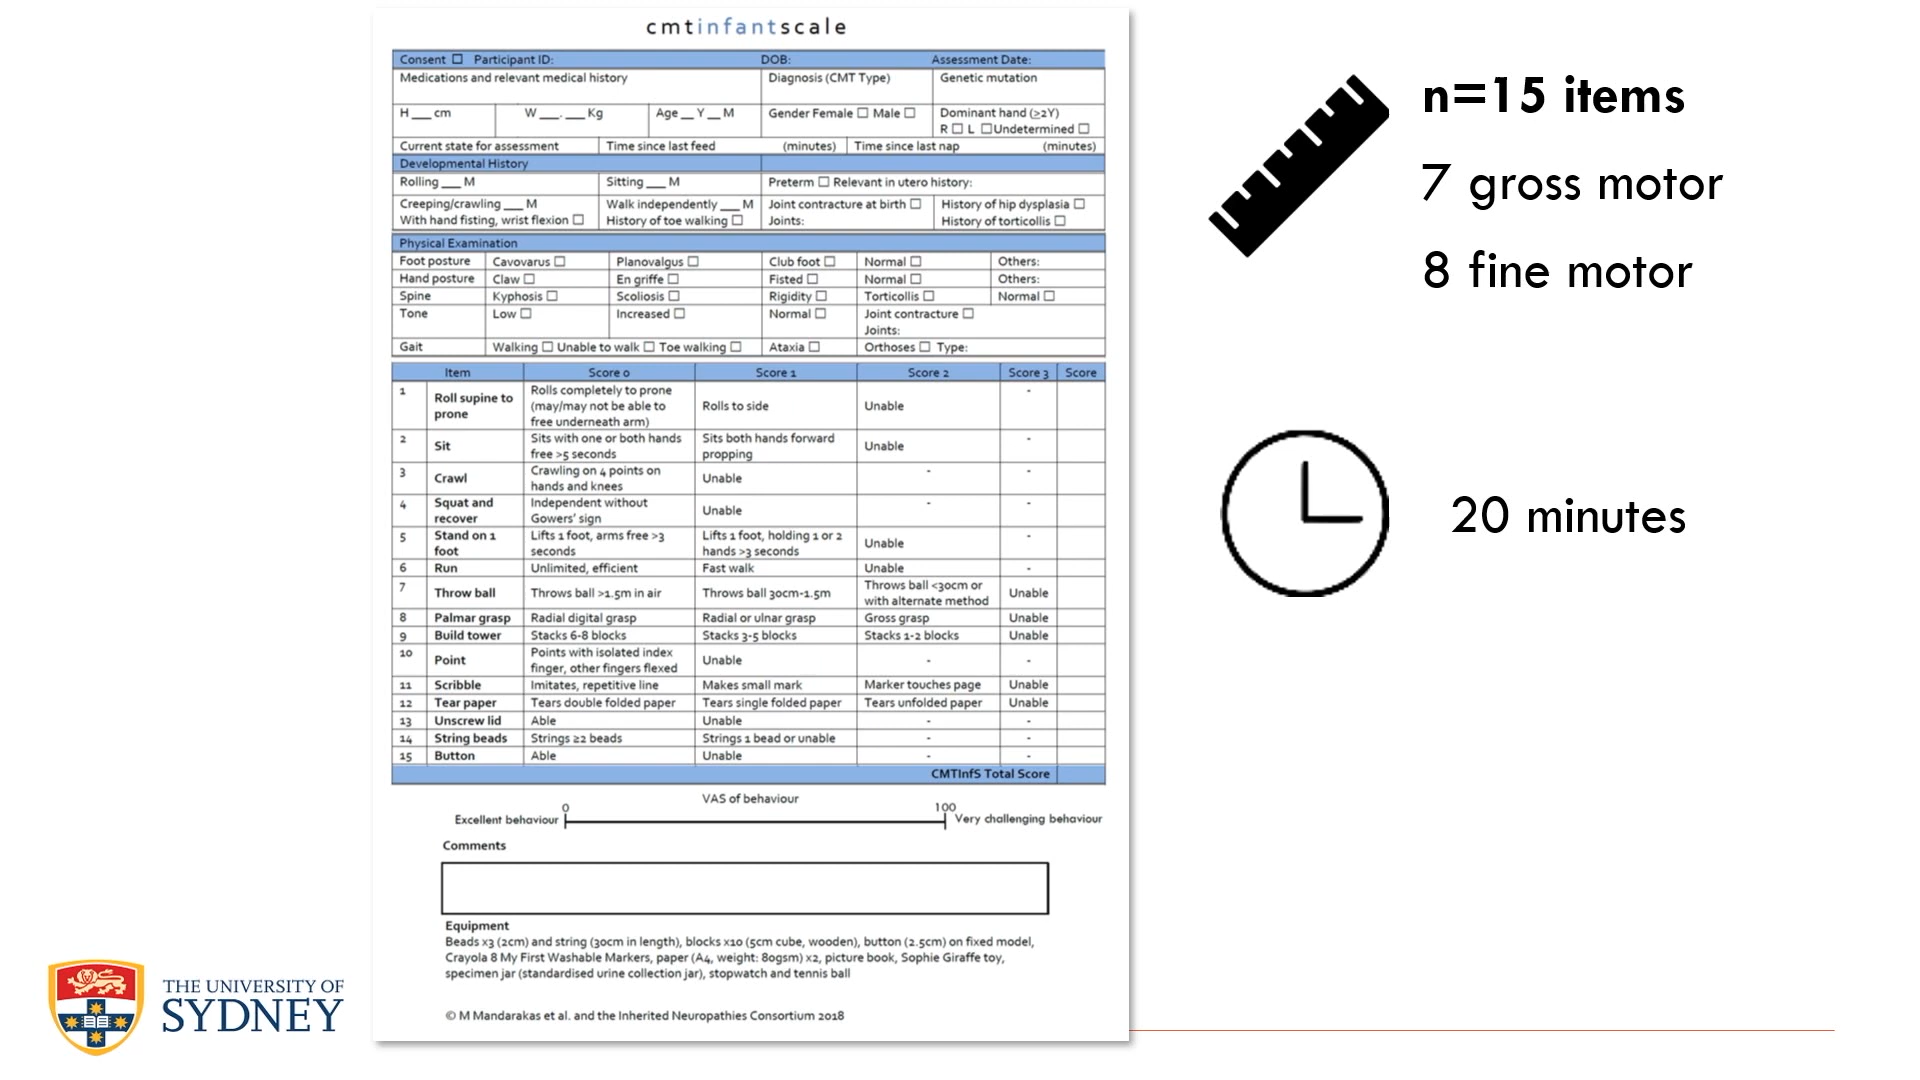 cmtinfantscale
Consent ☐ Participant ID: DOB: Assessment Date:
Medications and relevant medical history Diagnosis (CMT Type) Genetic mutation
H ___ cm W ___. ___ Kg Age __ Y __ M Gender Female ☐ Male ☐ Dominant hand (≥2Y)
R ☐ L ☐Undetermined ☐
Current state for assessment Time since last feed (minutes) Time since last nap (minutes)
Developmental History
Rolling ___ M Sitting ___ M Preterm ☐ Relevant in utero history:
Creeping/crawling ___ M Walk independently ___ M Joint contracture at birth ☐ History of hip dysplasia ☐
With hand fisting, wrist flexion ☐ History of toe walking ☐ Joints: History of torticollis ☐
Physical Examination
Foot posture Cavovarus ☐ Planovalgus ☐ Club foot ☐ Normal ☐ Others:
Hand posture Claw ☐ En griffe ☐ Fisted ☐ Normal ☐ Others:
Spine Kyphosis ☐ Scoliosis ☐ Rigidity ☐ Torticollis ☐ Normal ☐
Tone Low ☐ Increased ☐ Normal ☐ Joint contracture ☐
Joints:
Gait Walking ☐ Unable to walk ☐ Toe walking ☐ Ataxia ☐ Orthoses ☐ Type:
Item Score 0 Score 1 Score 2 Score 3 Score
1 Roll supine to prone Rolls completely to prone (may/may not be able to free underneath arm) Rolls to side Unable -
2 Sit Sits with one or both hands free >5 seconds Sits both hands forward propping Unable -
3 Crawl Crawling on 4 points on hands and knees Unable - -
4 Squat and recover Independent without Gowers' sign Unable - -
5 Stand on 1 foot Lifts 1 foot, arms free >3 seconds Lifts 1 foot, holding 1 or 2 hands >3 seconds Unable -
6 Run Unlimited, efficient Fast walk Unable -
7 Throw ball Throws ball >1.5m in air Throws ball 30cm-1.5m Throws ball <30cm or with alternate method Unable
8 Palmar grasp Radial digital grasp Radial or ulnar grasp Gross grasp Unable
9 Build tower Stacks 6-8 blocks Stacks 3-5 blocks Stacks 1-2 blocks Unable
10 Point Points with isolated index finger, other fingers flexed Unable - -
11 Scribble Imitates, repetitive line Makes small mark Marker touches page Unable
12 Tear paper Tears double folded paper Tears single folded paper Tears unfolded paper Unable
13 Unscrew lid Able Unable - -
14 String beads Strings ≥2 beads Strings 1 bead or unable - -
15 Button Able Unable - -
CMTInfS Total Score
VAS of behaviour
0 100
Excellent behaviour Very challenging behaviour
Comments
Equipment
Beads x3 (2cm) and string (30cm in length), blocks x10 (5cm cube, wooden), button (2.5cm) on fixed model,
Crayola 8 My First Washable Markers, paper (A4, weight: 80gsm) x2, picture book, Sophie Giraffe toy,
specimen jar (standardised urine collection jar), stopwatch and tennis ball
© M Mandarakas et al. and the Inherited Neuropathies Consortium 2018
n=15 items
7 gross motor
8 fine motor
20 minutes
THE UNIVERSITY OF
SYDNEY